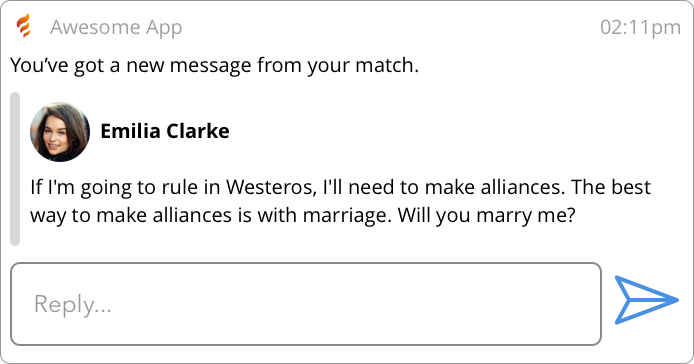 Awesome App 02:11pm
You’ve got a new message from your match.
Emilia Clarke
If I'm going to rule in Westeros, I'll need to make alliances. The best
way to make alliances is with marriage. Will you marry me?
Reply...